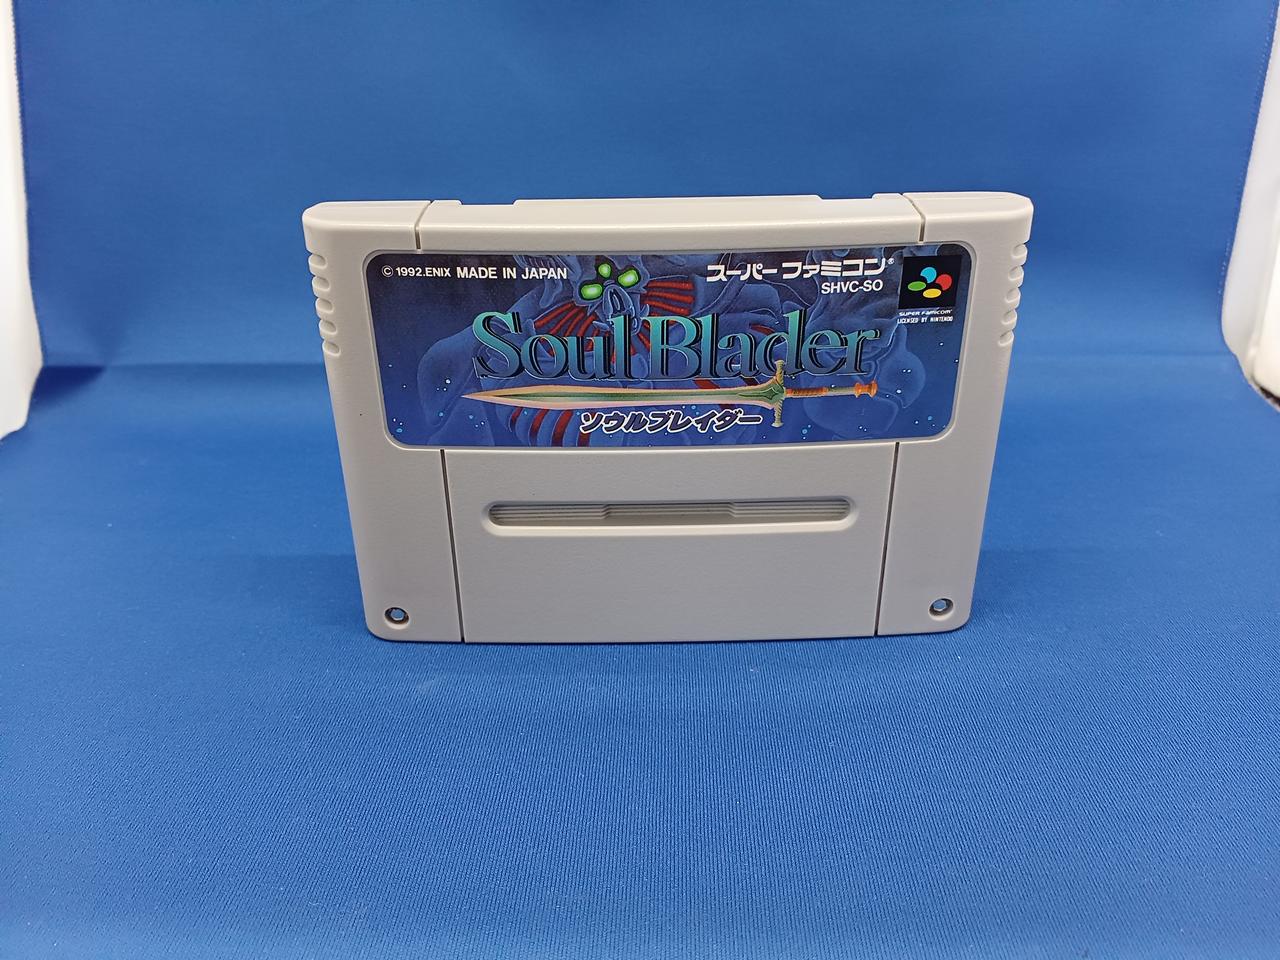 © 1992.ENIX MADE IN JAPAN
スーパーファミコン®
SHVC-SO
SUPER FAMICOM
LICENSED BY NINTENDO
Soul Blader
ソウルブレイダー